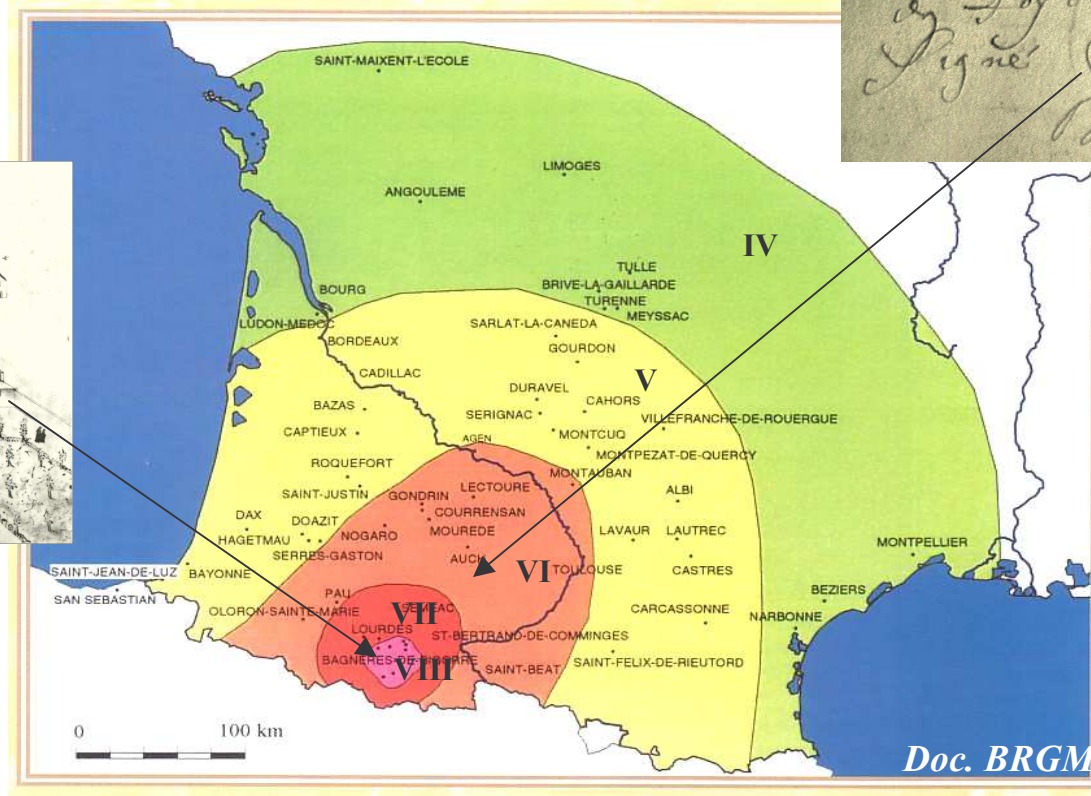 Signé
SAINT-MAIXENT-L'ECOLE
LIMOGES
ANGOULEME
IV
TULLE
BRIVE-LA-GAILLARDE
TURENNE
MEYSSAC
BOURG
LUDON-MEDOC
BORDEAUX
SARLAT-LA-CANEDA
GOURDON
CADILLAC
V
DURAVEL
CAHORS
BAZAS
SERIGNAC
VILLEFRANCHE-DE-ROUERGUE
CAPTIEUX
AGEN
MONTCUQ
MONTPEZAT-DE-QUERCY
ROQUEFORT
MONTAUBAN
SAINT-JUSTIN
GONDRIN
LECTOURE
ALBI
COURRENSAN
DAX
DOAZIT
NOGARO
MOUREDE
LAVAUR
LAUTREC
HAGETMAU
SERRES-GASTON
AUCH
MONTPELLIER
SAINT-JEAN-DE-LUZ
BAYONNE
VI
TOULOUSE
CASTRES
SAN SEBASTIAN
PAU
BEZIERS
OLORON-SAINTE-MARIE
VII
CARCASSONNE
NARBONNE
LOURDES
ST-BERTRAND-DE-COMMINGES
BAGNERES-DE-BIGORRE
VIII
SAINT-BEAT
SAINT-FELIX-DE-RIEUTORD
0 100 km
Doc. BRGM